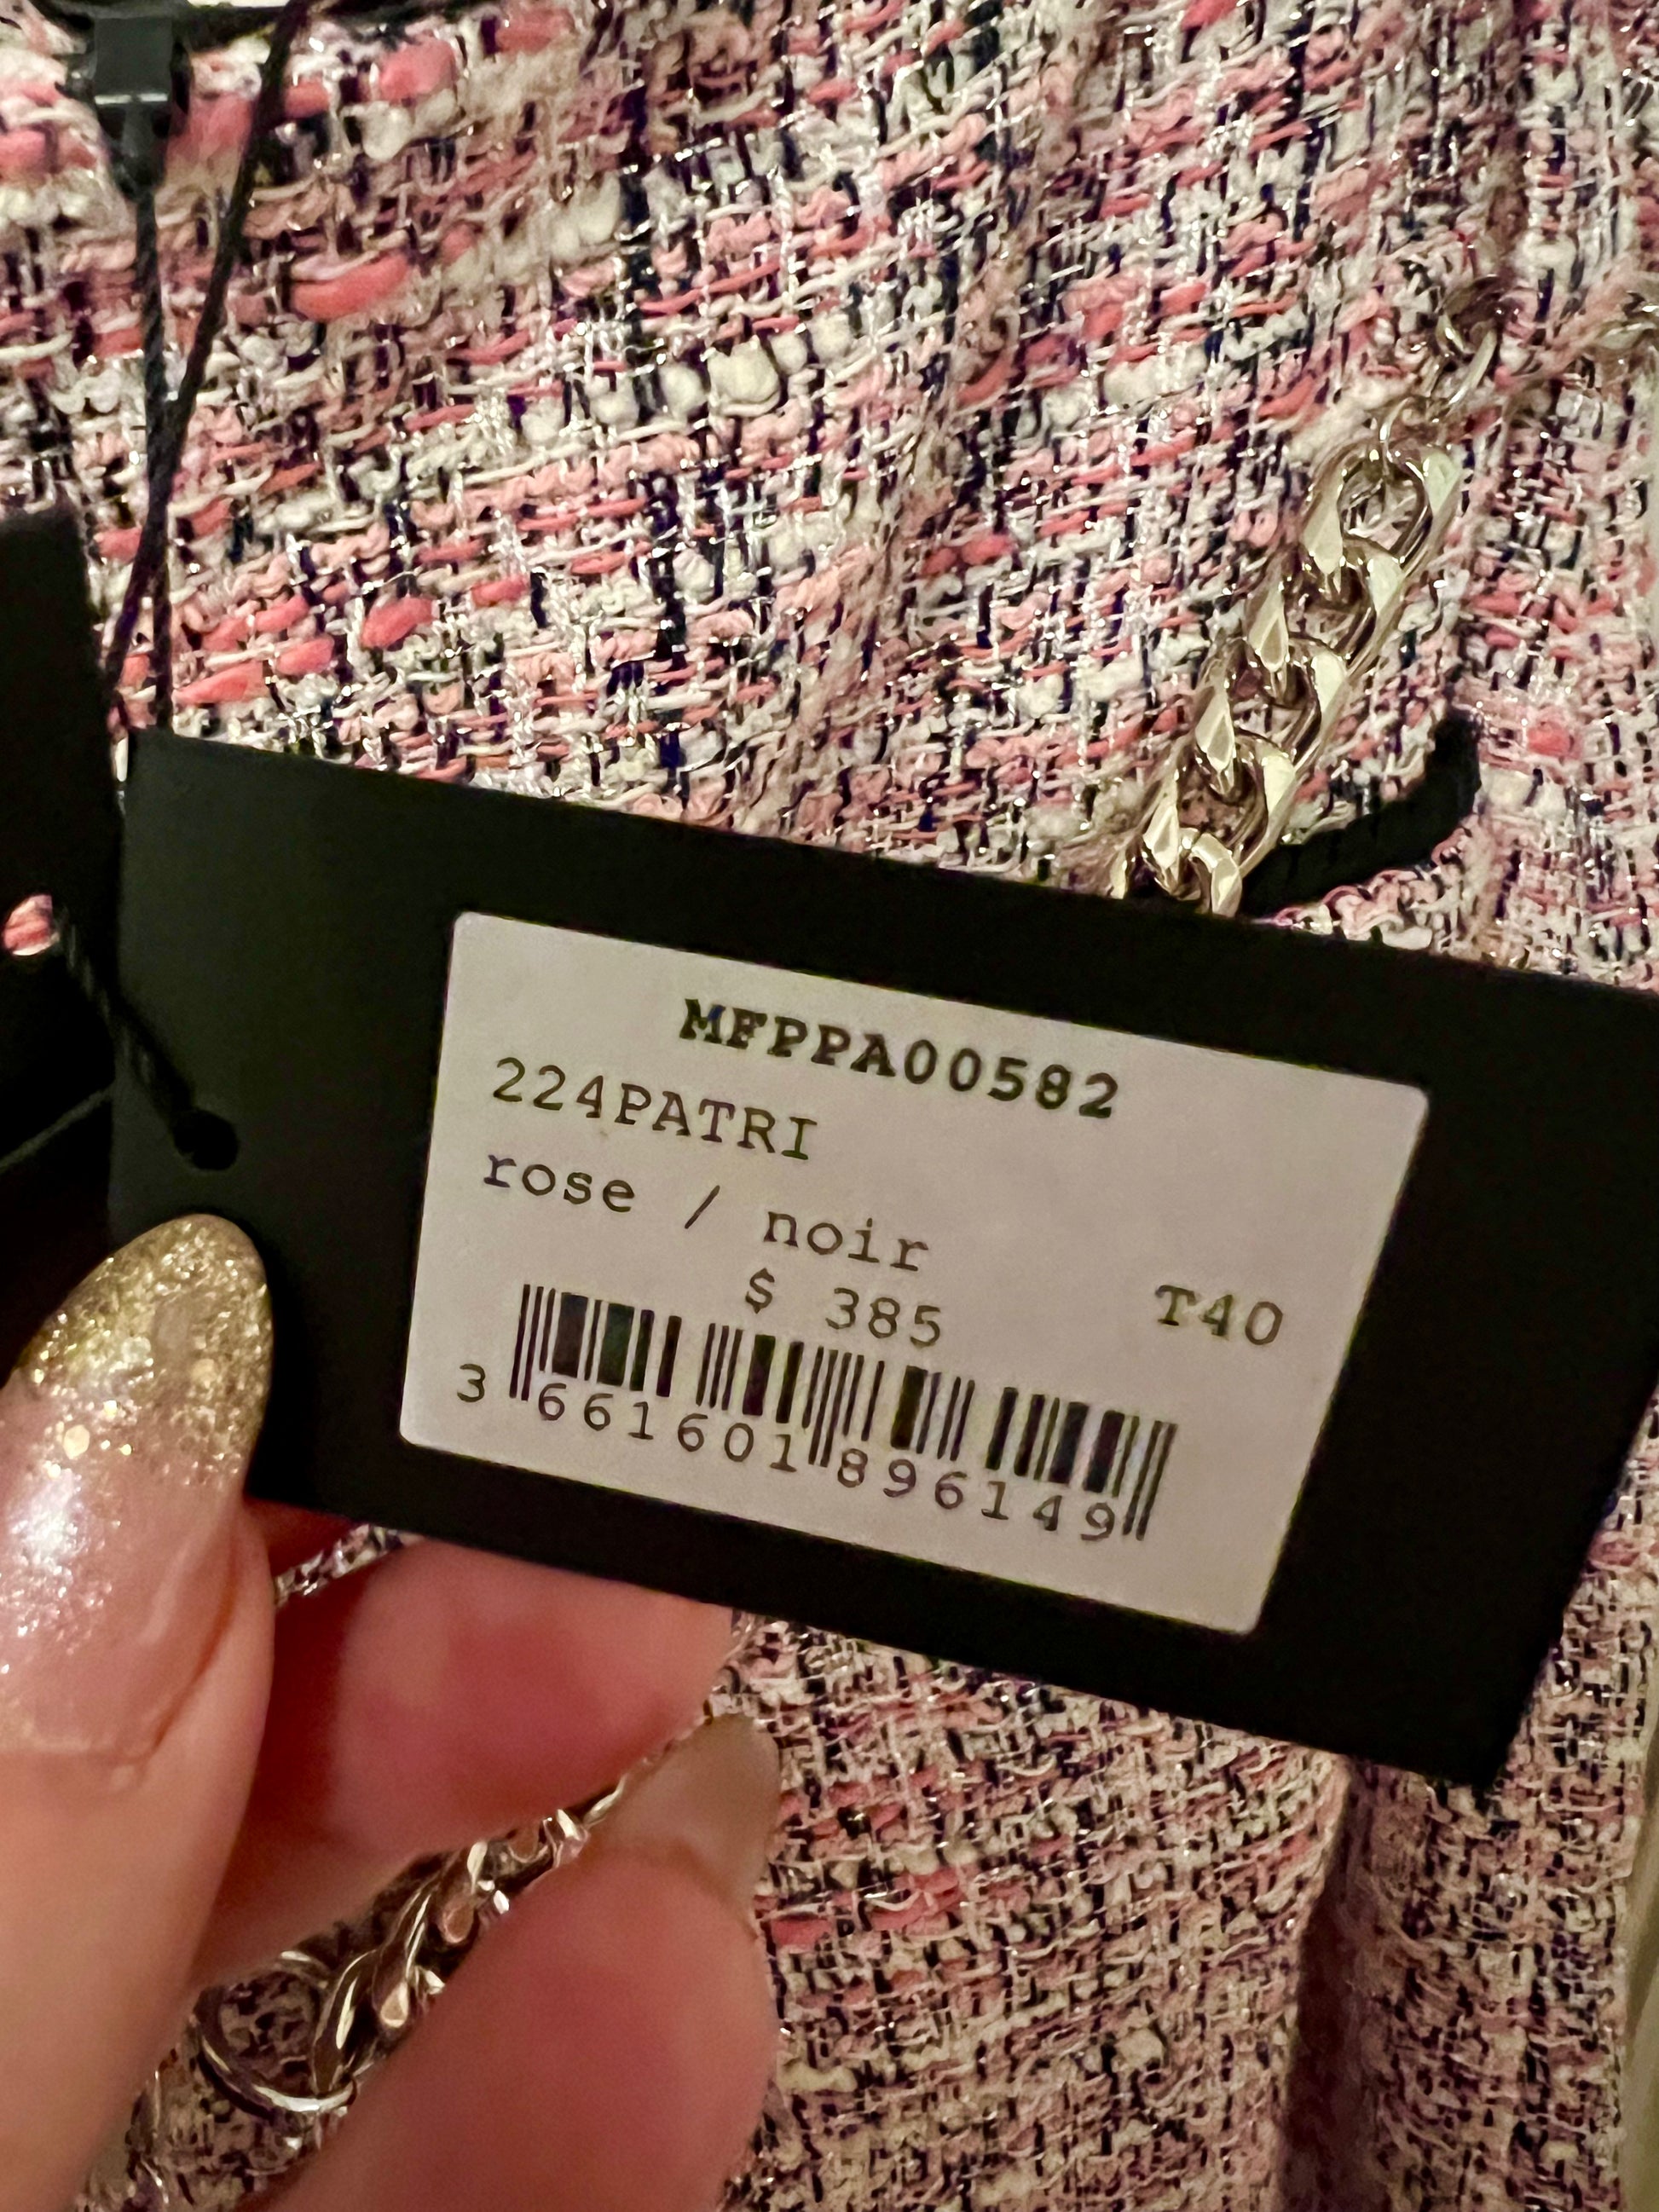 MFPPA00582
224PATRI
rose / noir
$ 385 T40
3 661601 896149